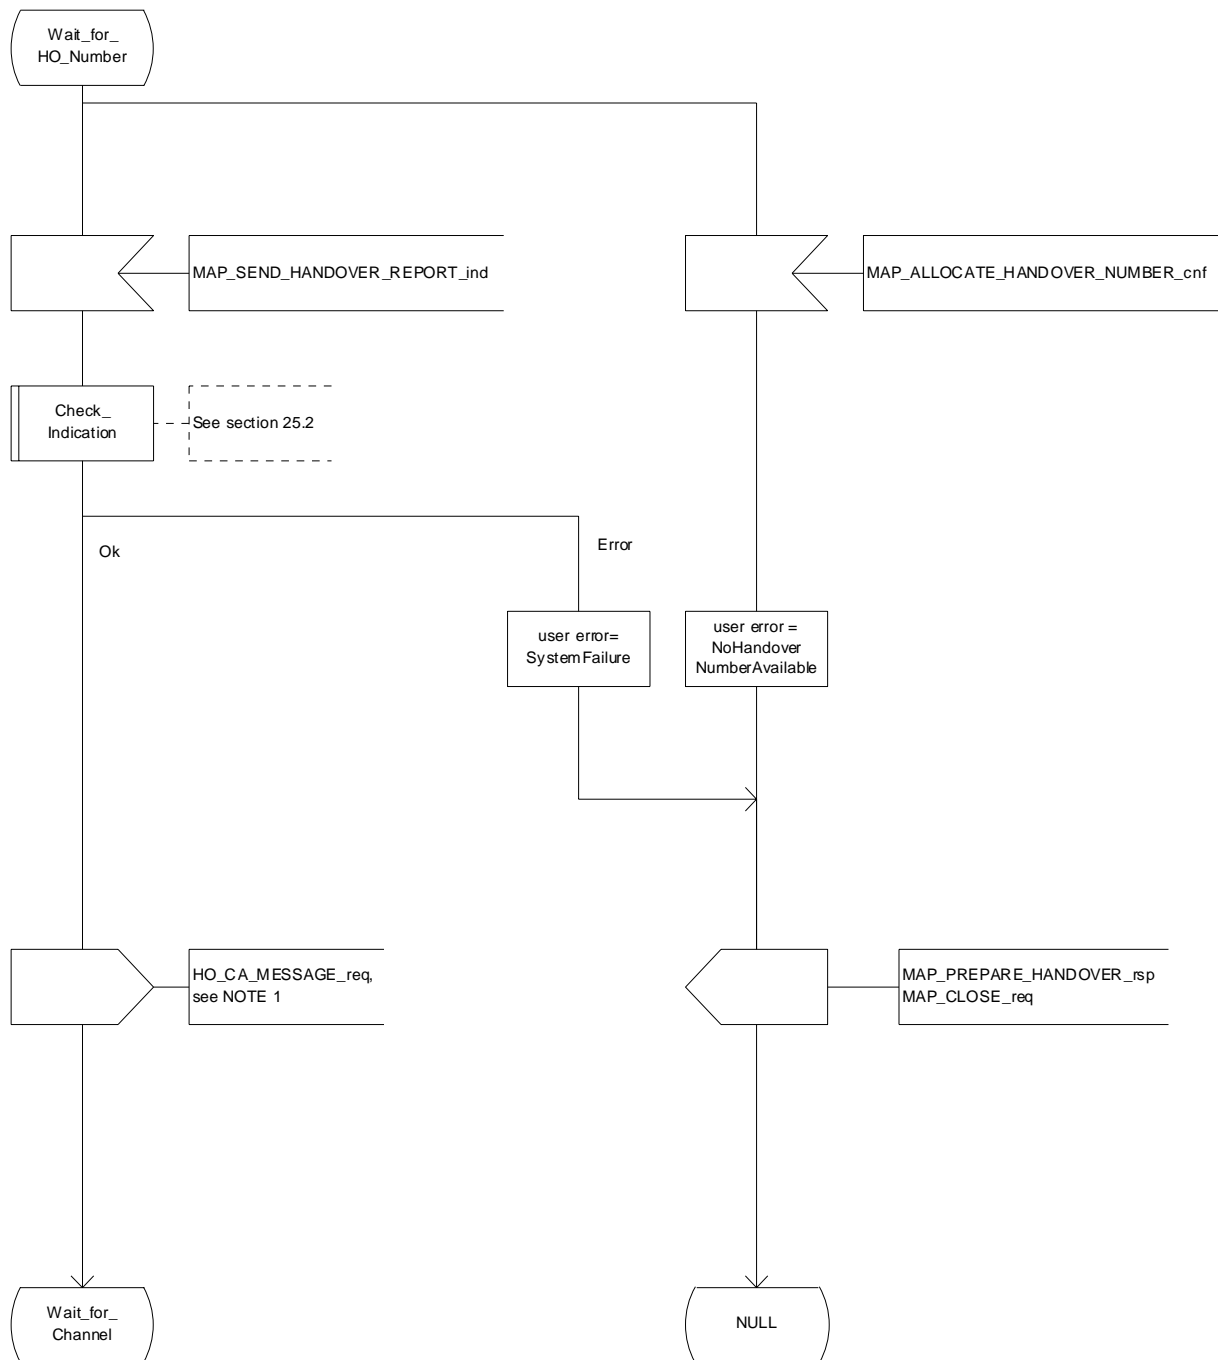 Wait_for_
HO_Number
MAP_SEND_HANDOVER_REPORT_ind
MAP_ALLOCATE_HANDOVER_NUMBER_cnf
Check_
Indication
See section 25.2
Ok
Error
user error=
SystemFailure
user error =
NoHandover
NumberAvailable
HO_CA_MESSAGE_req,
see NOTE 1
MAP_PREPARE_HANDOVER_rsp
MAP_CLOSE_req
Wait_for_
Channel
NULL